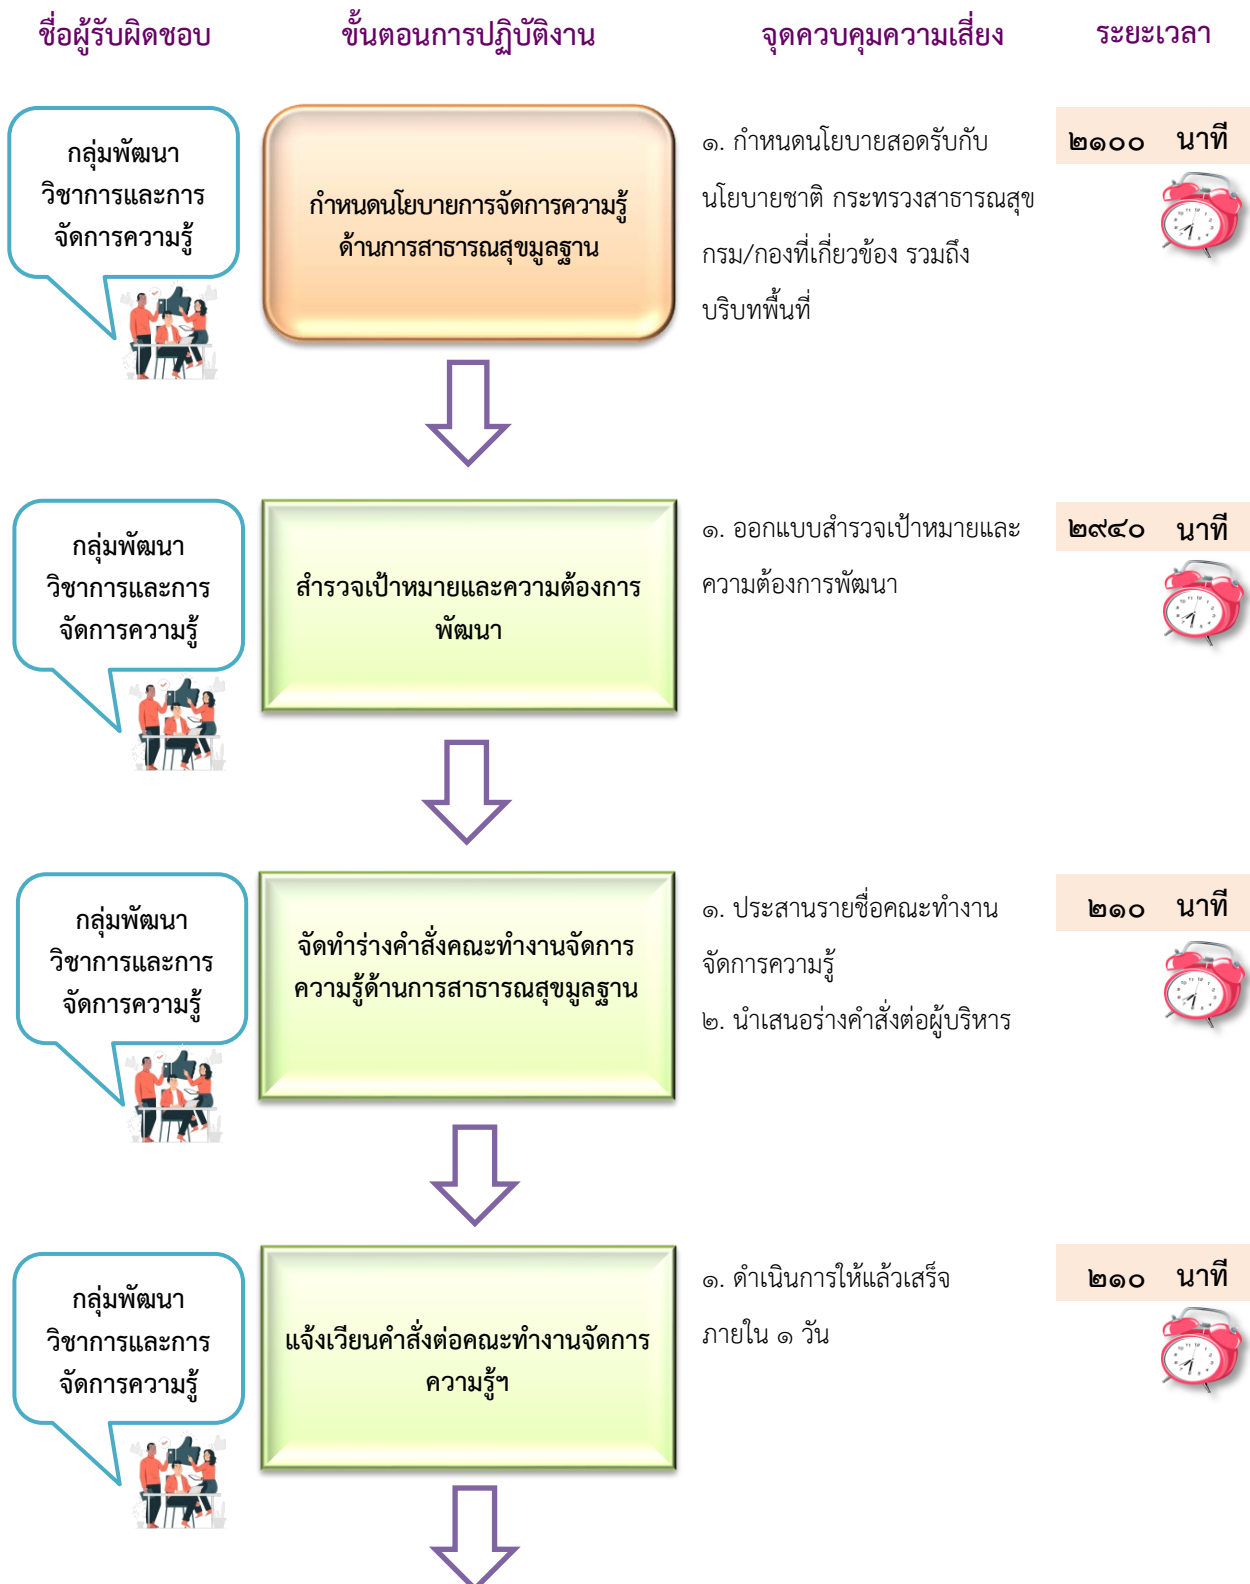 ชื่อผู้รับผิดชอบ ขั้นตอนการปฏิบัติงาน จุดควบคุมความเสี่ยง ระยะเวลา
กลุ่มพัฒนา
วิชาการและการ
จัดการความรู้
กำหนดนโยบายการจัดการความรู้
ด้านการสาธารณสุขมูลฐาน
๑. กำหนดนโยบายสอดรับกับ
นโยบายชาติ กระทรวงสาธารณสุข
กรม/กองที่เกี่ยวข้อง รวมถึง
บริบทพื้นที่
๒๑๐๐ นาที
กลุ่มพัฒนา
วิชาการและการ
จัดการความรู้
สำรวจเป้าหมายและความต้องการ
พัฒนา
๑. ออกแบบสำรวจเป้าหมายและ
ความต้องการพัฒนา
๒๙๔๐ นาที
กลุ่มพัฒนา
วิชาการและการ
จัดการความรู้
จัดทำร่างคำสั่งคณะทำงานจัดการ
ความรู้ด้านการสาธารณสุขมูลฐาน
๑. ประสานรายชื่อคณะทำงาน
จัดการความรู้
๒. นำเสนอร่างคำสั่งต่อผู้บริหาร
๒๑๐ นาที
กลุ่มพัฒนา
วิชาการและการ
จัดการความรู้
แจ้งเวียนคำสั่งต่อคณะทำงานจัดการ
ความรู้ฯ
๑. ดำเนินการให้แล้วเสร็จ
ภายใน ๑ วัน
๒๑๐ นาที